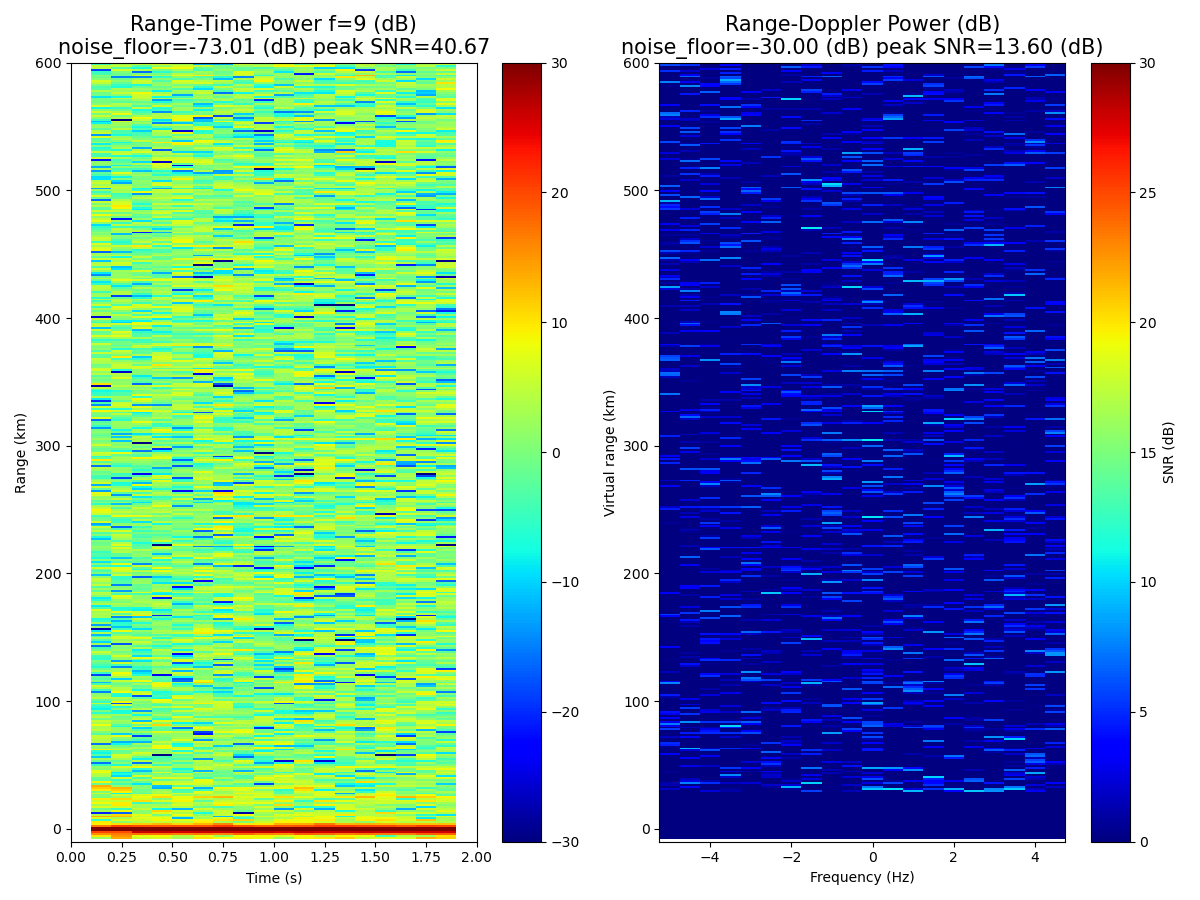 Range-Time Power f=9 (dB)
noise_floor=-73.01 (dB) peak SNR=40.67
Range (km)
600
500
400
300
200
100
0
0.00 0.25 0.50 0.75 1.00 1.25 1.50 1.75 2.00
Time (s)
30
20
10
0
−10
−20
−30
Range-Doppler Power (dB)
noise_floor=-30.00 (dB) peak SNR=13.60 (dB)
Virtual range (km)
600
500
400
300
200
100
0
−4 −2 0 2 4
Frequency (Hz)
30
25
20
15
10
5
0
SNR (dB)